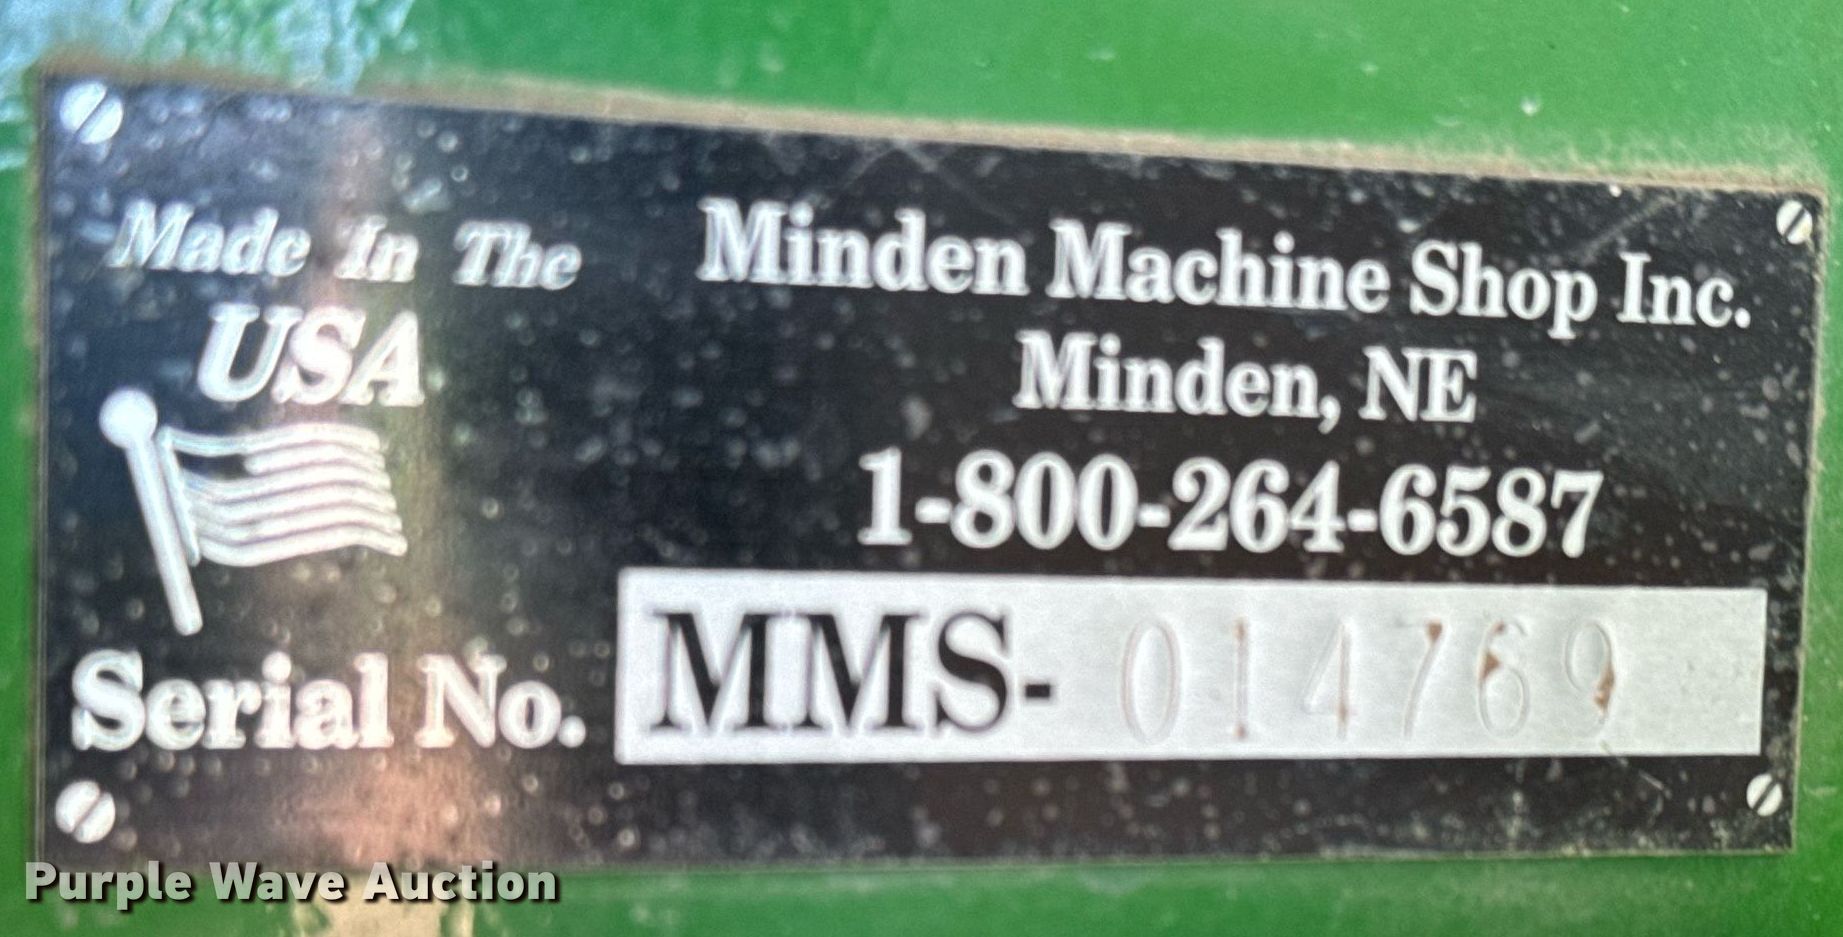 Made In The
USA
Minden Machine Shop Inc.
Minden, NE
1-800-264-6587
Serial No. MMS- 014769
Purple Wave Auction